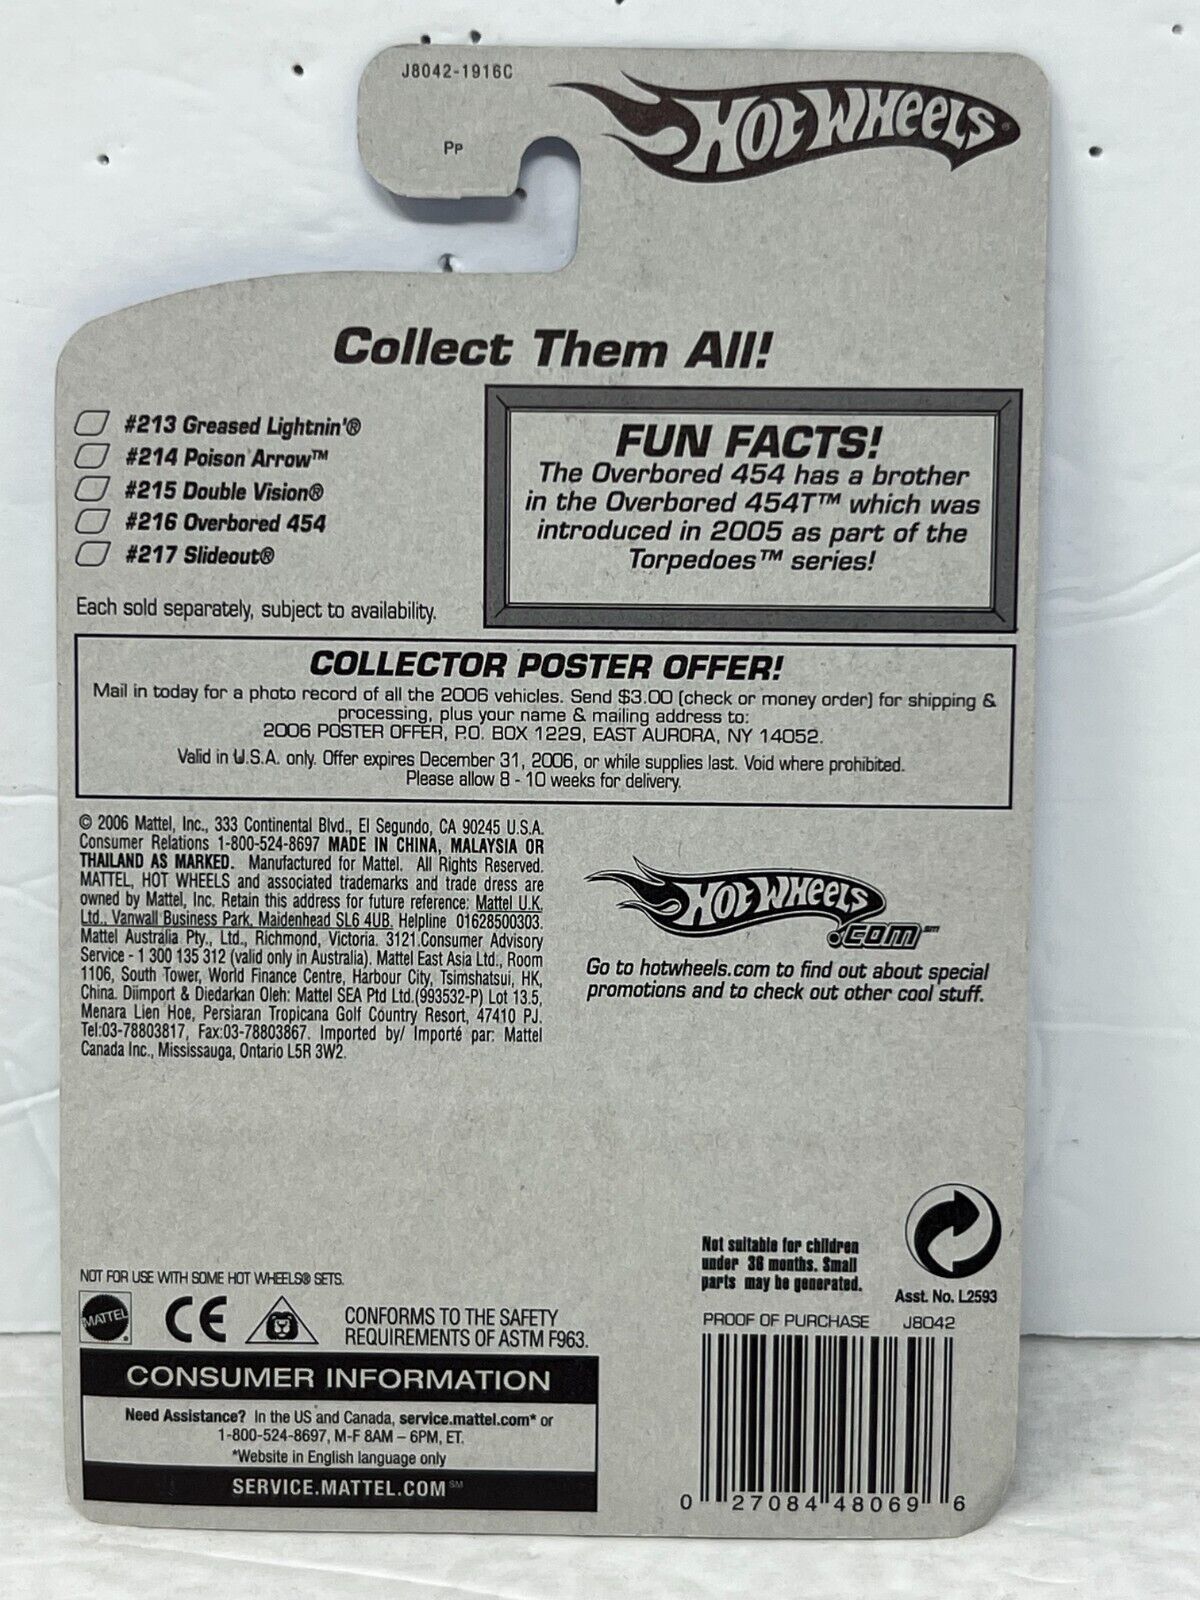 J8042-1916C
PP
HOT WHEELS
Collect Them All!
#213 Greased Lightnin'®
#214 Poison Arrow™
#215 Double Vision®
#216 Overbored 454
#217 Slideout®
Each sold separately, subject to availability.
FUN FACTS!
The Overbored 454 has a brother
in the Overbored 454T™ which was
introduced in 2005 as part of the
Torpedoes™ series!
COLLECTOR POSTER OFFER!
Mail in today for a photo record of all the 2006 vehicles. Send $3.00 (check or money order) for shipping &
processing, plus your name & mailing address to:
2006 POSTER OFFER, P.O. BOX 1229, EAST AURORA, NY 14052.
Valid in U.S.A. only. Offer expires December 31, 2006, or while supplies last. Void where prohibited.
Please allow 8 - 10 weeks for delivery.
© 2006 Mattel, Inc., 333 Continental Blvd., El Segundo, CA 90245 U.S.A.
Consumer Relations 1-800-524-8697 MADE IN CHINA, MALAYSIA OR
THAILAND AS MARKED. Manufactured for Mattel. All Rights Reserved.
MATTEL, HOT WHEELS and associated trademarks and trade dress are
owned by Mattel, Inc. Retain this address for future reference: Mattel U.K.
Ltd., Vanwall Business Park, Maidenhead SL6 4UB. Helpline 01628500303.
Mattel Australia Pty., Ltd., Richmond, Victoria. 3121.Consumer Advisory
Service - 1 300 135 312 (valid only in Australia). Mattel East Asia Ltd., Room
1106, South Tower, World Finance Centre, Harbour City, Tsimshatsui, HK,
China. Diimport & Diedarkan Oleh: Mattel SEA Ptd Ltd.(993532-P) Lot 13.5,
Menara Lien Hoe, Persiaran Tropicana Golf Country Resort, 47410 PJ.
Tel:03-78803817, Fax:03-78803867. Imported by/ Importé par: Mattel
Canada Inc., Mississauga, Ontario L5R 3W2.
HOT WHEELS
.COM℠
Go to hotwheels.com to find out about special
promotions and to check out other cool stuff.
Not suitable for children
under 36 months. Small
parts may be generated.
Asst. No. L2593
NOT FOR USE WITH SOME HOT WHEELS® SETS.
MATTEL
CE
CONFORMS TO THE SAFETY
REQUIREMENTS OF ASTM F963.
CONSUMER INFORMATION
Need Assistance? In the US and Canada, service.mattel.com* or
1-800-524-8697, M-F 8AM – 6PM, ET.
*Website in English language only
SERVICE.MATTEL.COM℠
PROOF OF PURCHASE J8042
0 27084 48069 6